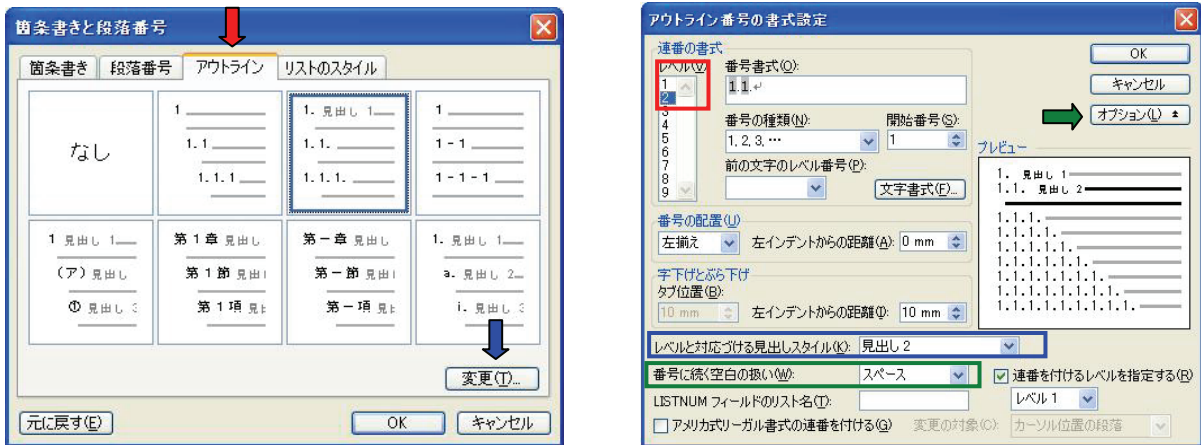 箇条書きと段落番号
箇条書き 段落番号 アウトライン リストのスタイル
なし
1
1.1
1.1.1
1. 見出し 1
1.1.
1.1.1.
1
1-1
1-1-1
1 見出し 1
(ア) 見出し
① 見出し 3
第 1 章 見出し
第 1 節 見出し
第 1 項 見出
第一章 見出し
第一節 見出し
第一項 見出
1. 見出し 1
a. 見出し 2
i. 見出し 3
変更(T)...
元に戻す(E) OK キャンセル
アウトライン番号の書式設定
連番の書式
レベル(V): 番号書式(O):
1
2
3
4
5
6
7
8
9
1.1.↵
番号の種類(N): 開始番号(S):
1, 2, 3, … 1
前の文字のレベル番号(P):
文字書式(F)...
番号の配置(U)
左揃え 左インデントからの距離(A): 0 mm
字下げとぶら下げ
タブ位置(B):
10 mm 左インデントからの距離(I): 10 mm
レベルと対応づける見出しスタイル(K): 見出し 2
番号に続く空白の扱い(W): スペース
LISTNUM フィールドのリスト名(T):
アメリカ式リーガル書式の連番を付ける(G) 変更の対象(C): カーソル位置の段落
OK
キャンセル
オプション(L)
プレビュー
1. 見出し 1
1.1. 見出し 2
1.1.1.
1.1.1.1.
1.1.1.1.1.
1.1.1.1.1.1.
1.1.1.1.1.1.1.
1.1.1.1.1.1.1.1.
1.1.1.1.1.1.1.1.1.
連番を付けるレベルを指定する(R)
レベル 1